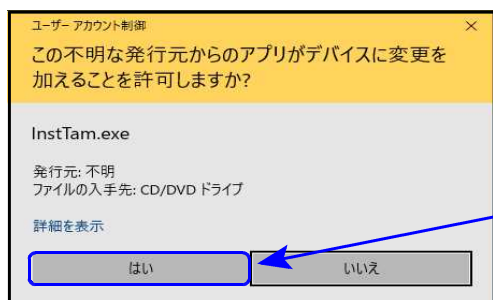 ユーザー アカウント制御
この不明な発行元からのアプリがデバイスに変更を
加えることを許可しますか?
InstTam.exe
発行元: 不明
ファイルの入手先: CD/DVD ドライブ
詳細を表示
はい いいえ